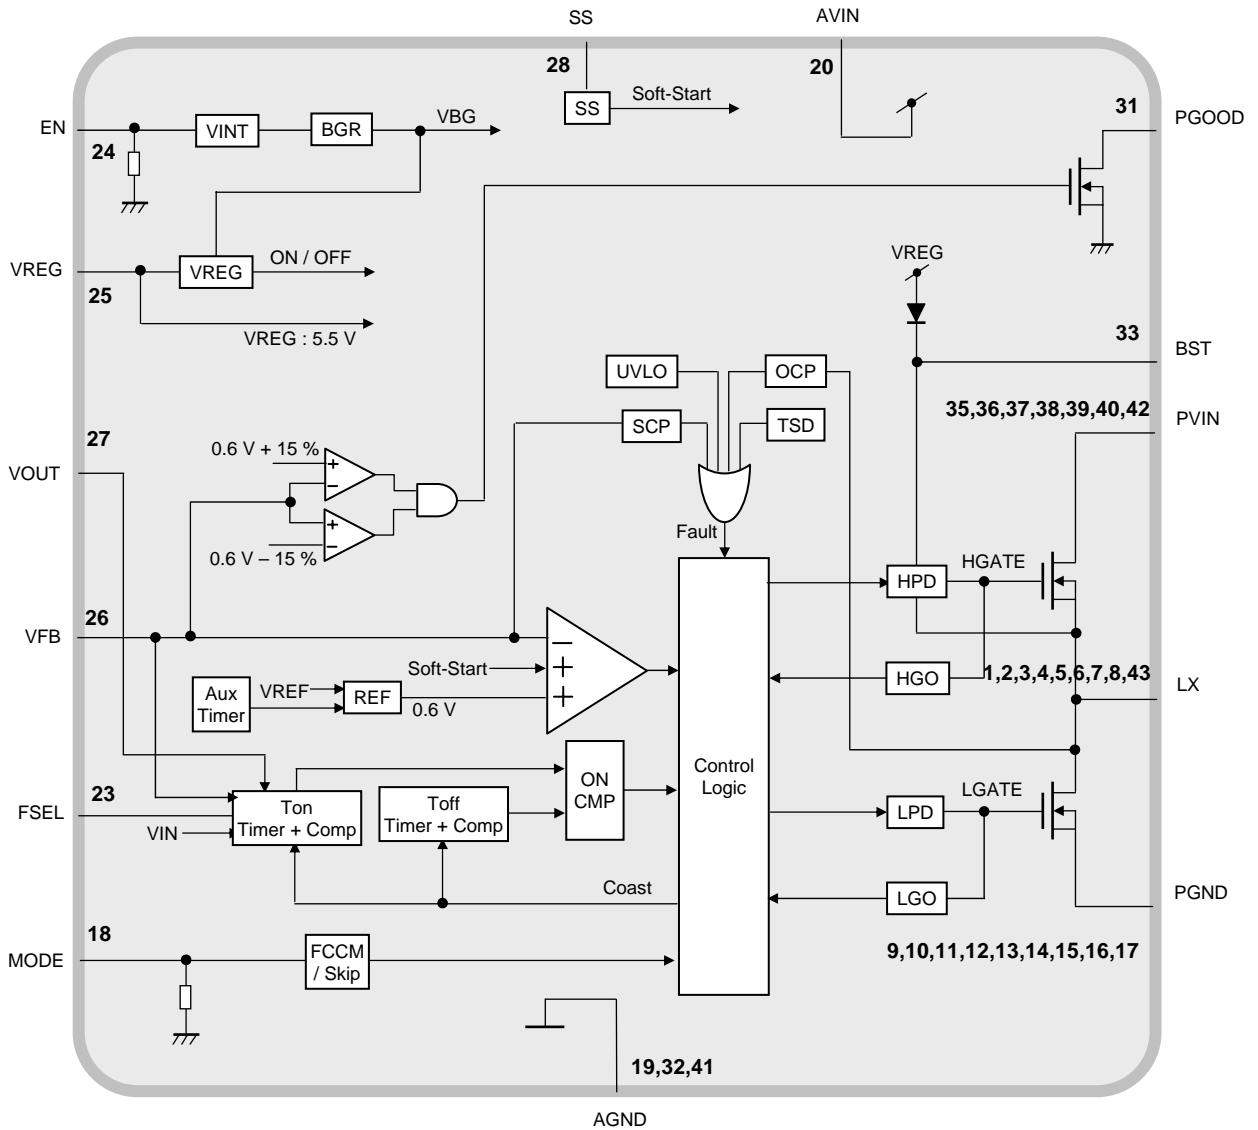 SS
AVIN
28
20
SS
Soft-Start
31
PGOOD
EN
24
VINT
BGR
VBG
VREG
25
VREG
ON / OFF
VREG : 5.5 V
VREG
33
BST
UVLO
OCP
SCP
TSD
35,36,37,38,39,40,42
PVIN
27
VOUT
0.6 V + 15 %
+
−
+
−
0.6 V – 15 %
Fault
HPD
HGATE
26
VFB
−
+
+
Soft-Start
Aux
Timer
VREF
REF
0.6 V
HGO
1,2,3,4,5,6,7,8,43
LX
Control
Logic
ON
CMP
23
FSEL
VIN
Ton
Timer + Comp
Toff
Timer + Comp
LPD
LGATE
Coast
LGO
PGND
18
MODE
FCCM
/ Skip
9,10,11,12,13,14,15,16,17
19,32,41
AGND